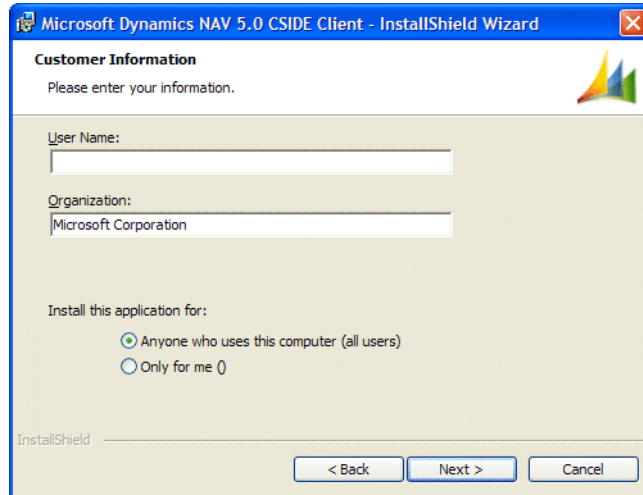 Microsoft Dynamics NAV 5.0 CSIDE Client - InstallShield Wizard
Customer Information
Please enter your information.
User Name:
Organization:
Microsoft Corporation
Install this application for:
Anyone who uses this computer (all users)
Only for me ()
InstallShield
< Back Next > Cancel